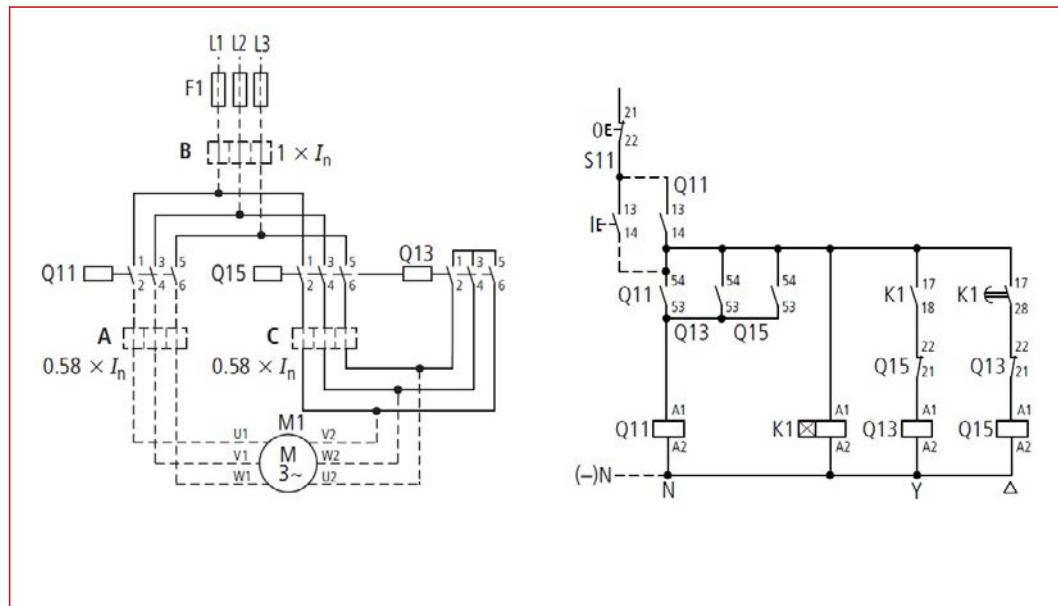 L1 L2 L3
F1
B
1 × In
Q11
1 3 5
2 4 6
Q15
1 3 5
2 4 6
Q13
1 3 5
2 4 6
A
0.58 × In
C
0.58 × In
M1
M
3~
U1
V1
W1
V2
W2
U2
0E
21
22
S11
IE
13
14
Q11
13
14
Q11
54
53
54
53
Q13
54
53
Q15
K1
17
18
K1
17
28
Q15
22
21
Q13
22
21
Q11
A1
A2
K1
A1
A2
Q13
A1
A2
Q15
A1
A2
(–)N
N
Y
Δ